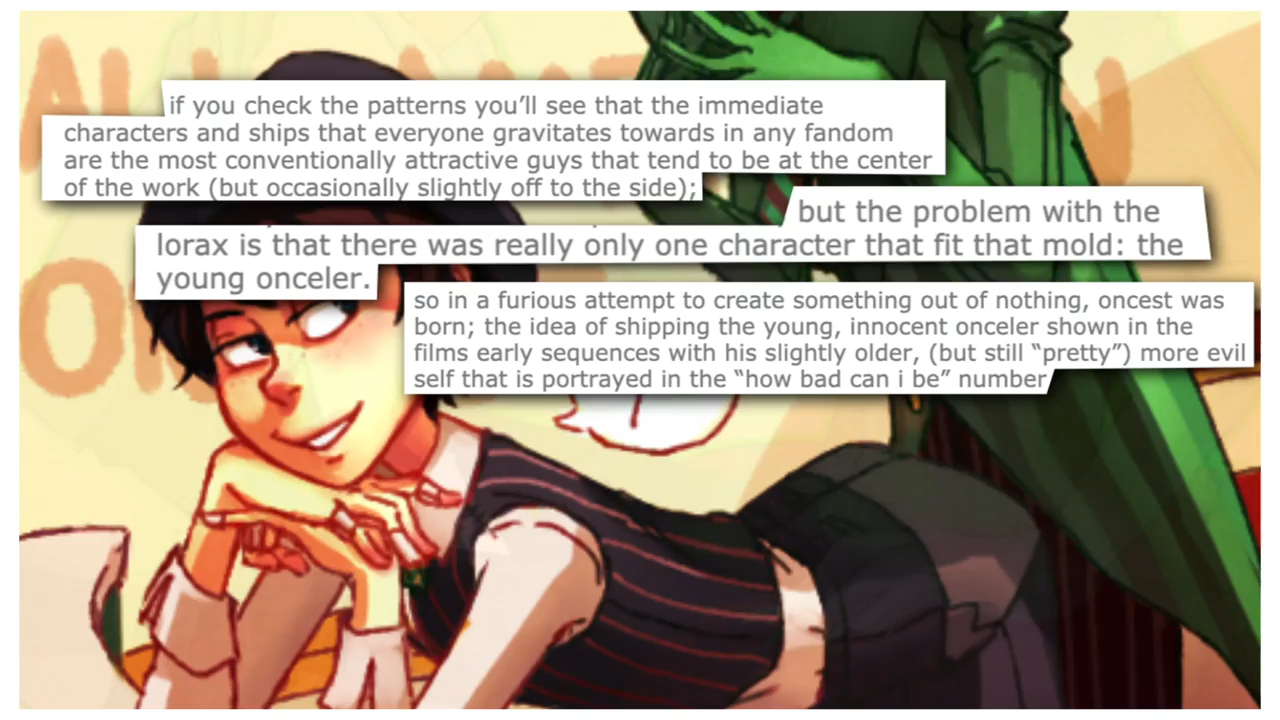 if you check the patterns you'll see that the immediate
characters and ships that everyone gravitates towards in any fandom
are the most conventionally attractive guys that tend to be at the center
of the work (but occasionally slightly off to the side);
but the problem with the
lorax is that there was really only one character that fit that mold: the
young onceler.
so in a furious attempt to create something out of nothing, oncest was
born; the idea of shipping the young, innocent onceler shown in the
films early sequences with his slightly older, (but still “pretty”) more evil
self that is portrayed in the “how bad can i be” number